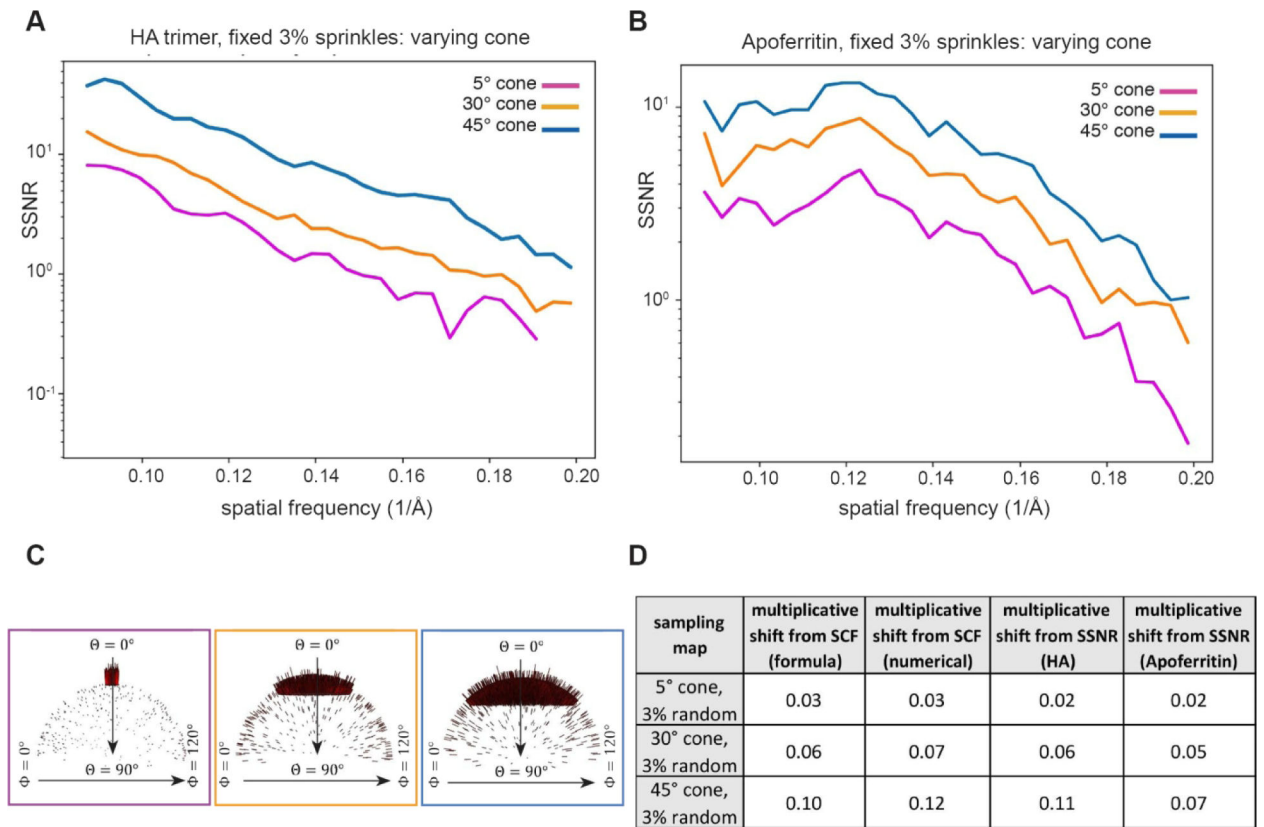 A
HA trimer, fixed 3% sprinkles: varying cone
5° cone
30° cone
45° cone
10¹
10⁰
10⁻¹
SSNR
0.10 0.12 0.14 0.16 0.18 0.20
spatial frequency (1/Å)
B
Apoferritin, fixed 3% sprinkles: varying cone
5° cone
30° cone
45° cone
10¹
10⁰
SSNR
0.10 0.12 0.14 0.16 0.18 0.20
spatial frequency (1/Å)
C
Θ = 0°
Φ = 0°
Θ = 90°
Φ = 120°
Θ = 0°
Φ = 0°
Θ = 90°
Φ = 120°
Θ = 0°
Φ = 0°
Θ = 90°
Φ = 120°
D
sampling
map
multiplicative
shift from SCF
(formula)
multiplicative
shift from SCF
(numerical)
multiplicative
shift from SSNR
(HA)
multiplicative
shift from SSNR
(Apoferritin)
5° cone,
3% random
0.03 0.03 0.02 0.02
30° cone,
3% random
0.06 0.07 0.06 0.05
45° cone,
3% random
0.10 0.12 0.11 0.07